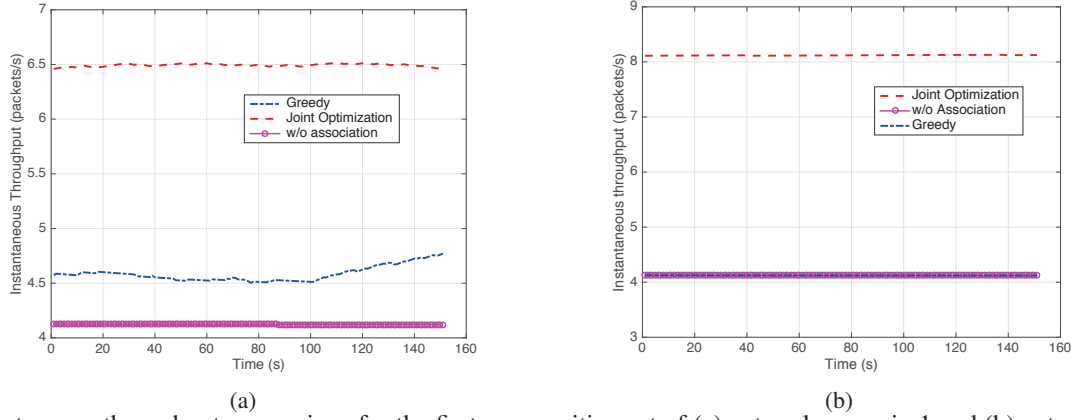 7
6.5
6
5.5
5
4.5
4
0 20 40 60 80 100 120 140 160
Instantaneous Throughput (packets/s)
Time (s)
Greedy
Joint Optimization
w/o association
(a)
9
8
7
6
5
4
3
0 20 40 60 80 100 120 140 160
Instantaneous throughput (packets/s)
Time (s)
Joint Optimization
w/o Association
Greedy
(b)